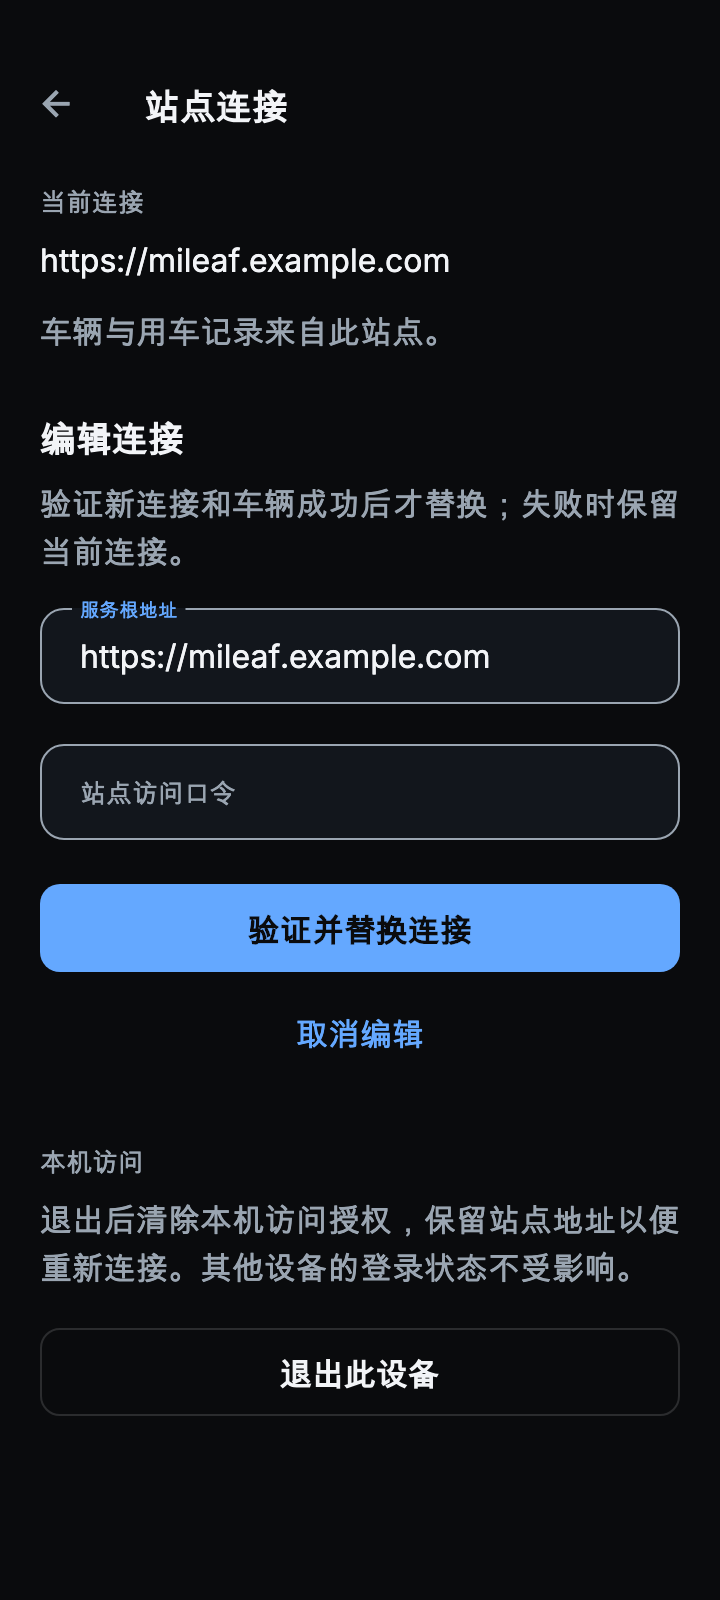 站点连接
当前连接
https://mileaf.example.com
车辆与用车记录来自此站点。
编辑连接
验证新连接和车辆成功后才替换；失败时保留
当前连接。
服务根地址
https://mileaf.example.com
站点访问口令
验证并替换连接
取消编辑
本机访问
退出后清除本机访问授权，保留站点地址以便
重新连接。其他设备的登录状态不受影响。
退出此设备